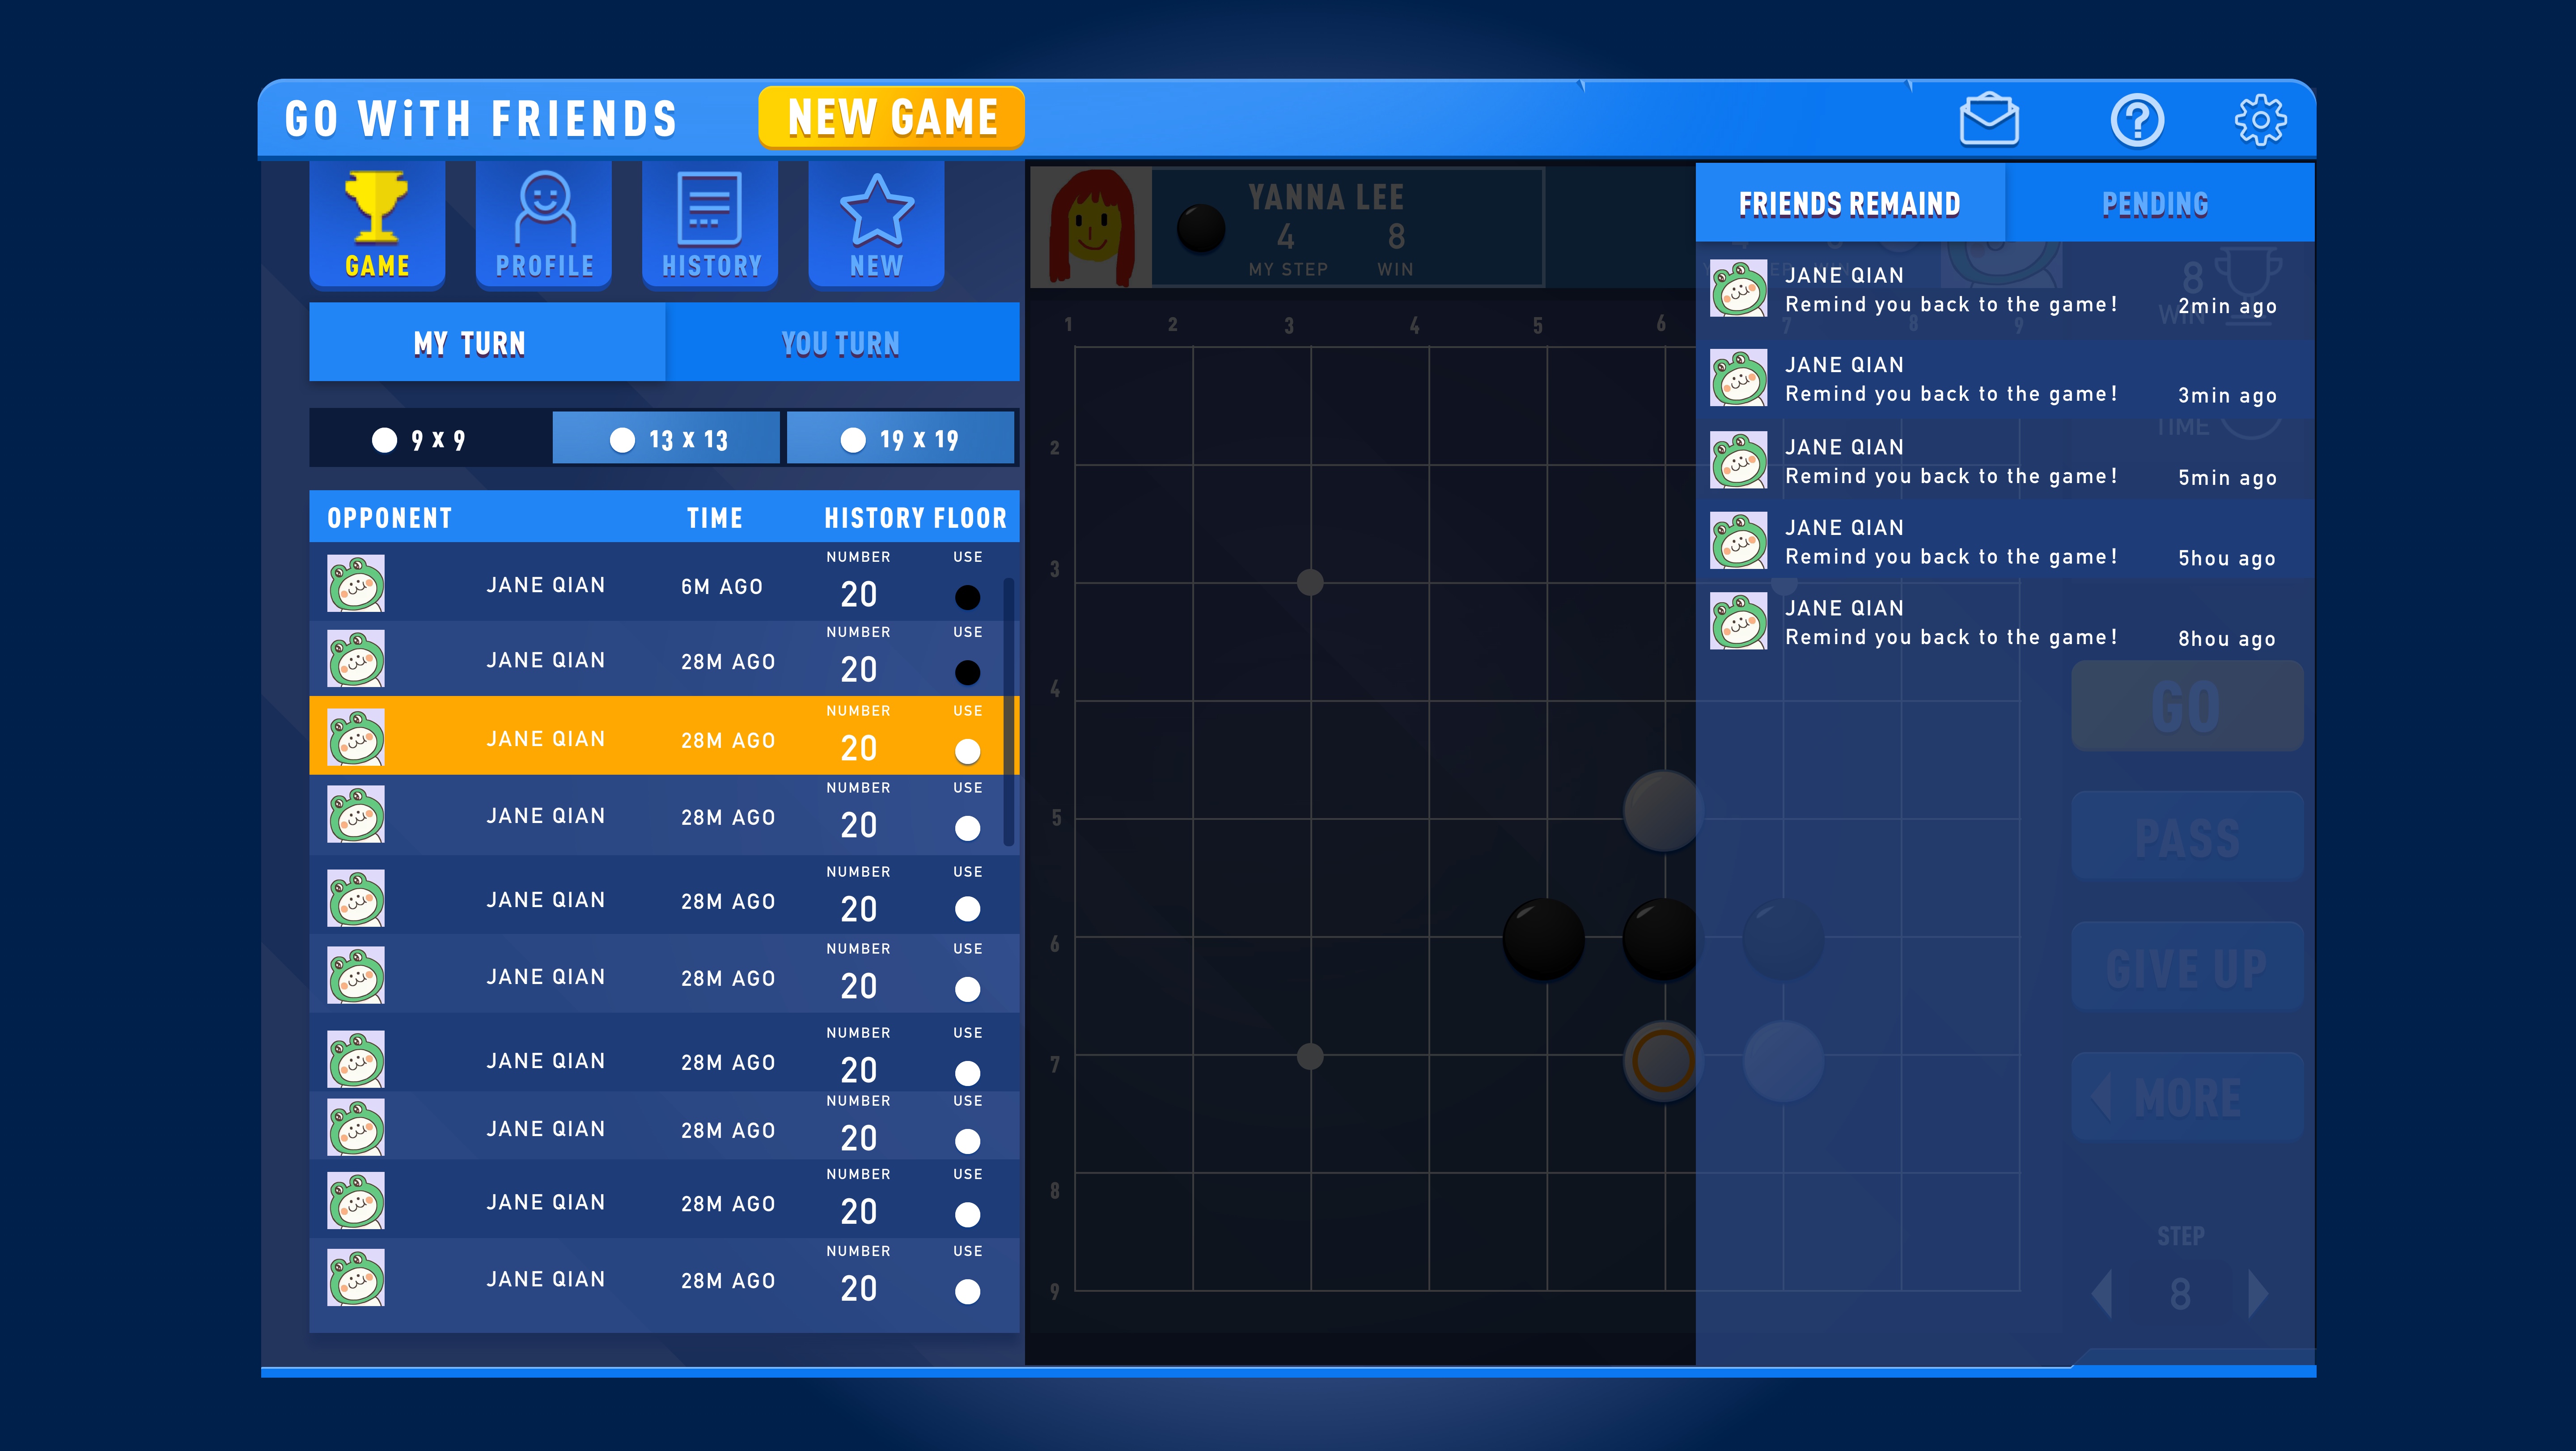 GO WiTH FRIENDS
NEW GAME
GAME
PROFILE
HISTORY
NEW
MY TURN
YOU TURN
9 X 9
13 X 13
19 X 19
OPPONENT TIME HISTORY FLOOR
NUMBER USE
JANE QIAN 6M AGO 20
NUMBER USE
JANE QIAN 28M AGO 20
NUMBER USE
JANE QIAN 28M AGO 20
NUMBER USE
JANE QIAN 28M AGO 20
NUMBER USE
JANE QIAN 28M AGO 20
NUMBER USE
JANE QIAN 28M AGO 20
NUMBER USE
JANE QIAN 28M AGO 20
NUMBER USE
JANE QIAN 28M AGO 20
NUMBER USE
JANE QIAN 28M AGO 20
NUMBER USE
JANE QIAN 28M AGO 20
YANNA LEE
4 8
MY STEP WIN
1 2 3 4 5 6 7 8 9
2
3
4
5
6
7
8
9
FRIENDS REMAIND
PENDING
JANE QIAN
Remind you back to the game! 2min ago
JANE QIAN
Remind you back to the game! 3min ago
JANE QIAN
Remind you back to the game! 5min ago
JANE QIAN
Remind you back to the game! 5hou ago
JANE QIAN
Remind you back to the game! 8hou ago
8
WIN
TIME
GO
PASS
GIVE UP
MORE
STEP
8